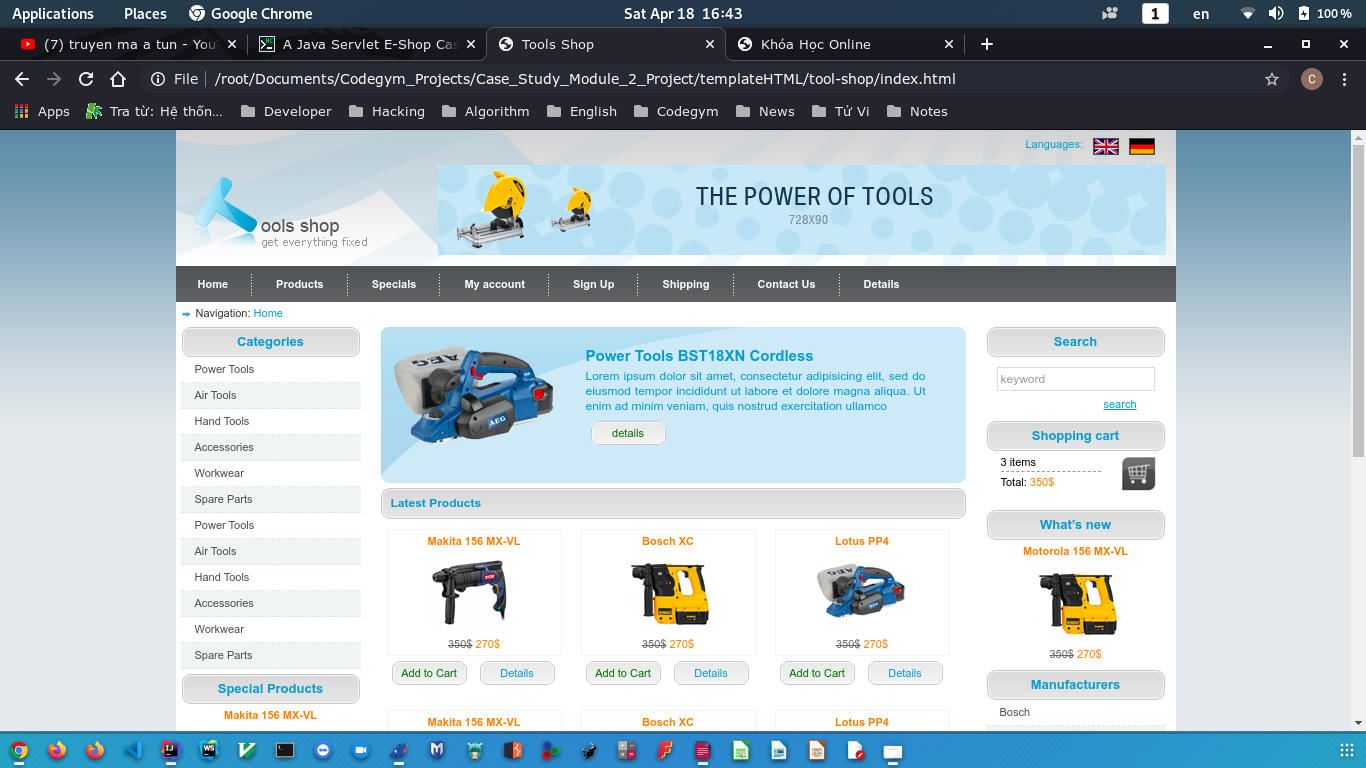 Applications Places Google Chrome Sat Apr 18 16:43 1 en 100 %
(7) truyen ma a tun - You A Java Servlet E-Shop Cas Tools Shop Khóa Học Online
File /root/Documents/Codegym_Projects/Case_Study_Module_2_Project/templateHTML/tool-shop/index.html C
Apps Tra từ: Hệ thốn... Developer Hacking Algorithm English Codegym News Tử Vi Notes
Languages:
THE POWER OF TOOLS
728X90
ools shop
get everything fixed
Home Products Specials My account Sign Up Shipping Contact Us Details
Navigation: Home
Categories
Power Tools
Air Tools
Hand Tools
Accessories
Workwear
Spare Parts
Power Tools
Air Tools
Hand Tools
Accessories
Workwear
Spare Parts
Special Products
Makita 156 MX-VL
AEG
AEG
Power Tools BST18XN Cordless
Lorem ipsum dolor sit amet, consectetur adipisicing elit, sed do
eiusmod tempor incididunt ut labore et dolore magna aliqua. Ut
enim ad minim veniam, quis nostrud exercitation ullamco
details
Latest Products
Makita 156 MX-VL Bosch XC Lotus PP4
350$ 270$ 350$ 270$ 350$ 270$
Add to Cart Details Add to Cart Details Add to Cart Details
Makita 156 MX-VL Bosch XC Lotus PP4
Search
keyword
search
Shopping cart
3 items
Total: 350$
What's new
Motorola 156 MX-VL
350$ 270$
Manufacturers
Bosch